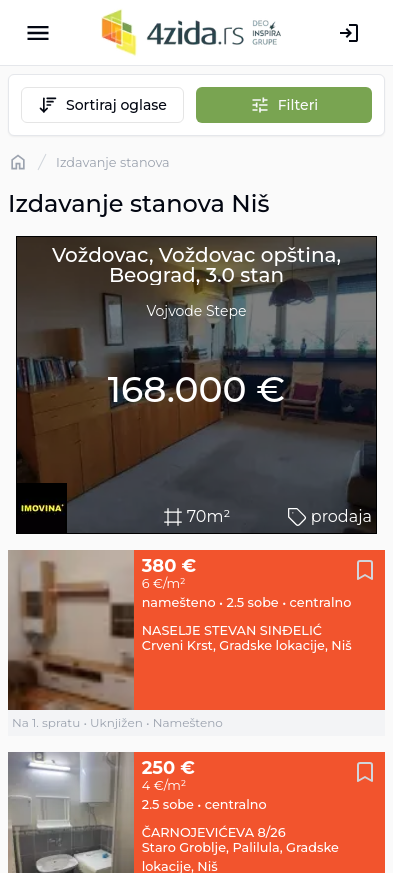 4zida.rs
DEO
INSPIRA
GRUPE
Sortiraj oglase
Filteri
Izdavanje stanova
Izdavanje stanova Niš
Voždovac, Voždovac opština,
Beograd, 3.0 stan
Vojvode Stepe
168.000 €
IMOVINA
70m²
prodaja
380 €
6 €/m²
namešteno • 2.5 sobe • centralno
NASELJE STEVAN SINĐELIĆ
Crveni Krst, Gradske lokacije, Niš
Na 1. spratu • Uknjižen • Namešteno
250 €
4 €/m²
2.5 sobe • centralno
ČARNOJEVIĆEVA 8/26
Staro Groblje, Palilula, Gradske
lokacije, Niš